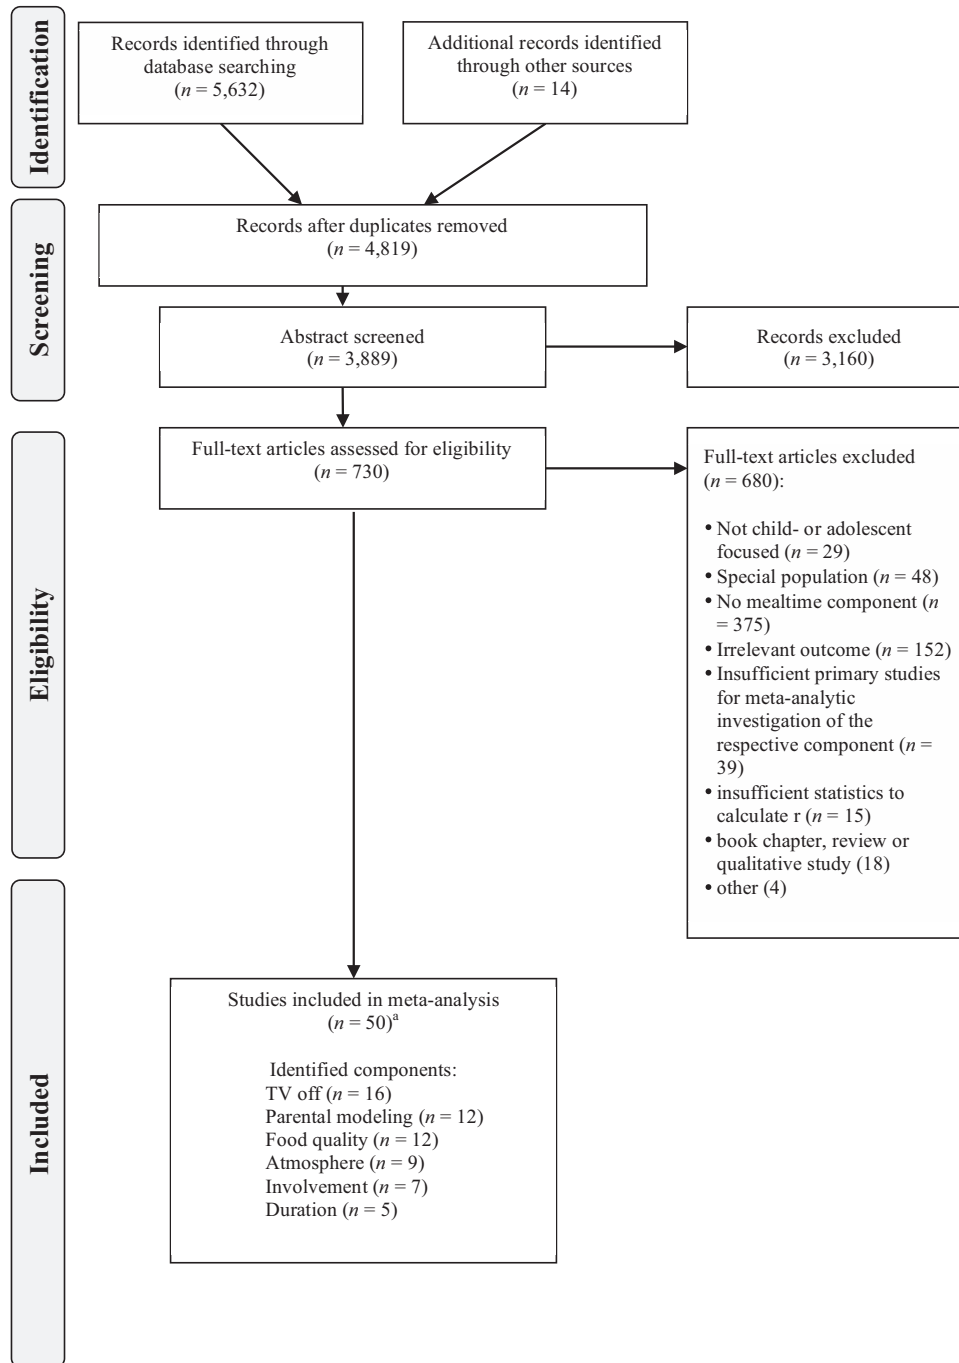 Identification
Records identified through
database searching
(n = 5,632)
Additional records identified
through other sources
(n = 14)
Screening
Records after duplicates removed
(n = 4,819)
Abstract screened
(n = 3,889)
Records excluded
(n = 3,160)
Eligibility
Full-text articles assessed for eligibility
(n = 730)
Full-text articles excluded
(n = 680):
• Not child- or adolescent
focused (n = 29)
• Special population (n = 48)
• No mealtime component (n
= 375)
• Irrelevant outcome (n = 152)
• Insufficient primary studies
for meta-analytic
investigation of the
respective component (n =
39)
• insufficient statistics to
calculate r (n = 15)
• book chapter, review or
qualitative study (18)
• other (4)
Included
Studies included in meta-analysis
(n = 50)a
Identified components:
TV off (n = 16)
Parental modeling (n = 12)
Food quality (n = 12)
Atmosphere (n = 9)
Involvement (n = 7)
Duration (n = 5)